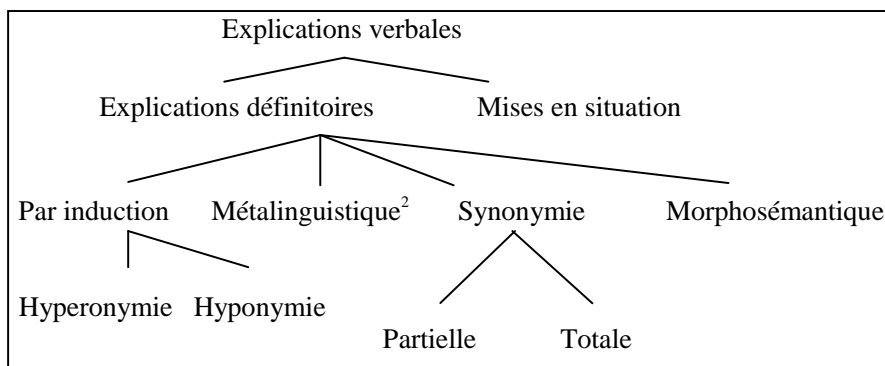 Explications verbales
Explications définitoires Mises en situation
Par induction Métalinguistique² Synonymie Morphosémantique
Hyperonymie Hyponymie
Partielle Totale